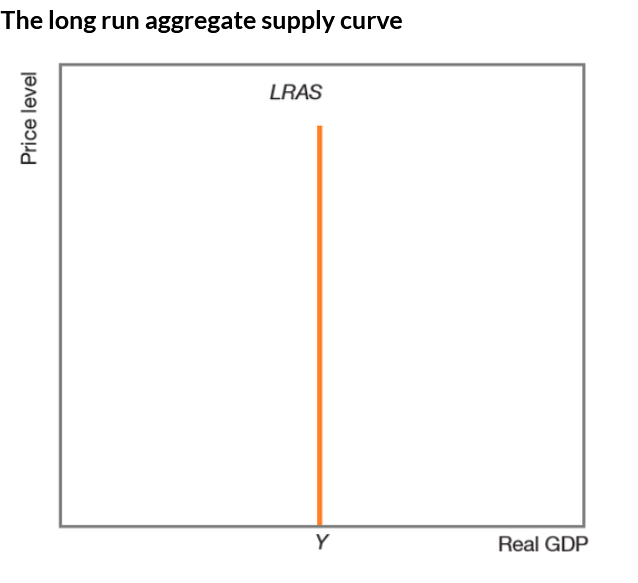 The long run aggregate supply curve
Price level
LRAS
Y
Real GDP